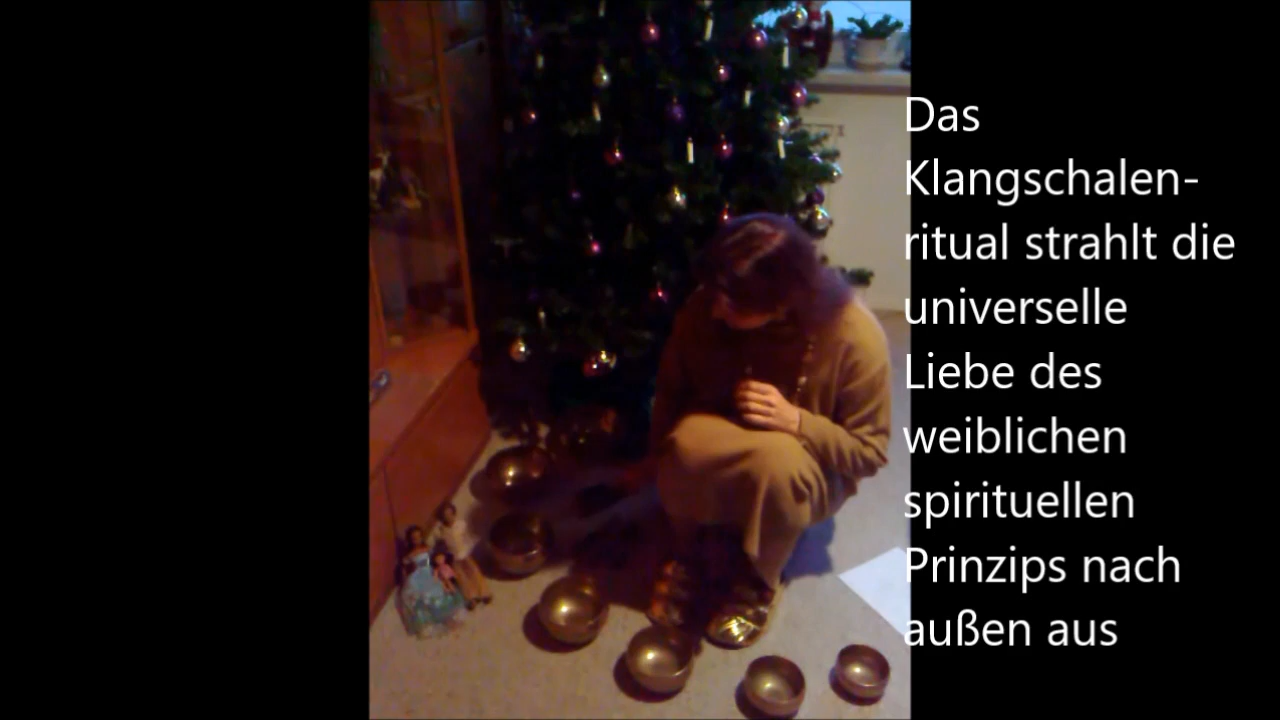 Das
Klangschalen-
ritual strahlt die
universelle
Liebe des
weiblichen
spirituellen
Prinzips nach
außen aus